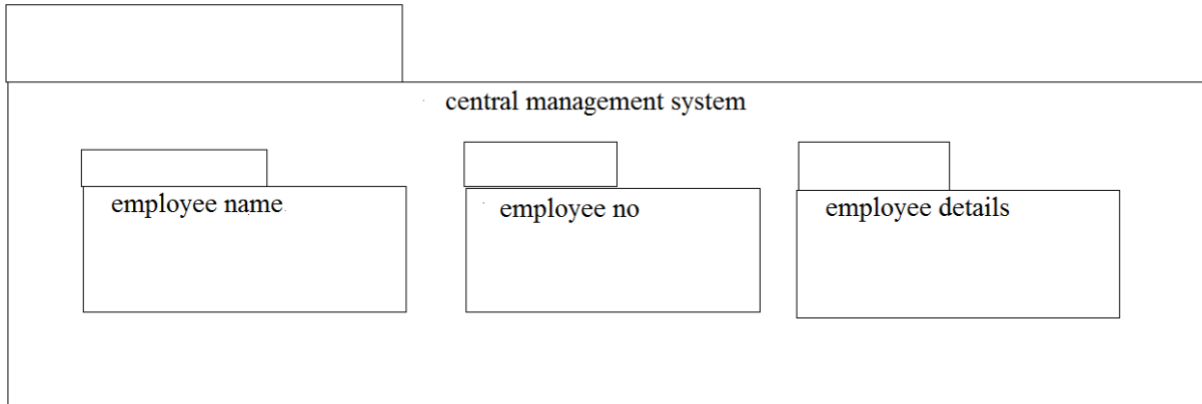 central management system
employee name
employee no
employee details